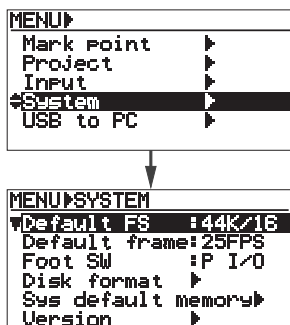 MENU▶
Mark point ▶
Project ▶
Input ▶
System ▶
USB to PC ▶
MENU▶SYSTEM
Default FS :44K/16
Default frame:25FPS
Foot SW :P I/O
Disk format ▶
Sys default memory▶
Version ▶